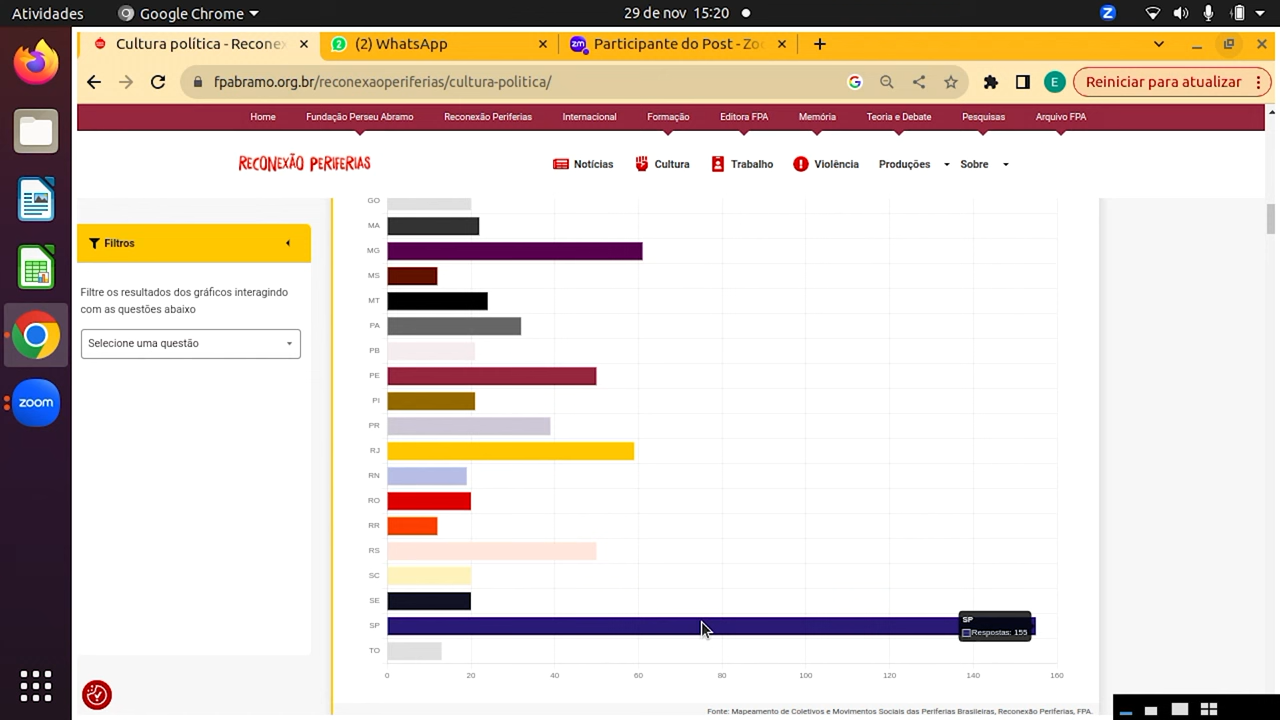 Atividades
Google Chrome
29 de nov 15:20
Cultura política - Reconex
(2) WhatsApp
Participante do Post - Zoo
fpabramo.org.br/reconexaoperiferias/cultura-politica/
E
Reiniciar para atualizar
Home
Fundação Perseu Abramo
Reconexão Periferias
Internacional
Formação
Editora FPA
Memória
Teoria e Debate
Pesquisas
Arquivo FPA
RECONEXÃO PERIFERIAS
Notícias
Cultura
Trabalho
Violência
Produções
Sobre
Filtros
Filtre os resultados dos gráficos interagindo
com as questões abaixo
Selecione uma questão
zoom
GO
MA
MG
MS
MT
PA
PB
PE
PI
PR
RJ
RN
RO
RR
RS
SC
SE
SP
TO
SP
Respostas: 155
0 20 40 60 80 100 120 140 160
Fonte: Mapeamento de Coletivos e Movimentos Sociais das Periferias Brasileiras, Reconexão Periferias, FPA.